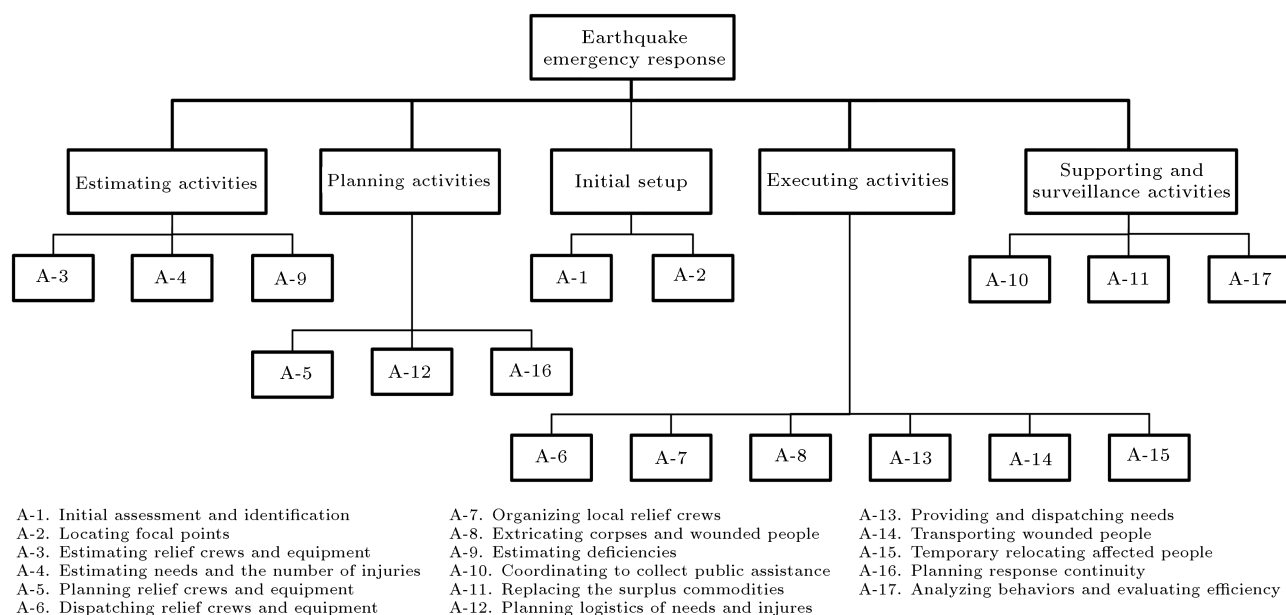 Earthquake
emergency response
Estimating activities
Planning activities
Initial setup
Executing activities
Supporting and
surveillance activities
A-3
A-4
A-9
A-1
A-2
A-10
A-11
A-17
A-5
A-12
A-16
A-6
A-7
A-8
A-13
A-14
A-15
A-1. Initial assessment and identification
A-2. Locating focal points
A-3. Estimating relief crews and equipment
A-4. Estimating needs and the number of injuries
A-5. Planning relief crews and equipment
A-6. Dispatching relief crews and equipment
A-7. Organizing local relief crews
A-8. Extricating corpses and wounded people
A-9. Estimating deficiencies
A-10. Coordinating to collect public assistance
A-11. Replacing the surplus commodities
A-12. Planning logistics of needs and injures
A-13. Providing and dispatching needs
A-14. Transporting wounded people
A-15. Temporary relocating affected people
A-16. Planning response continuity
A-17. Analyzing behaviors and evaluating efficiency